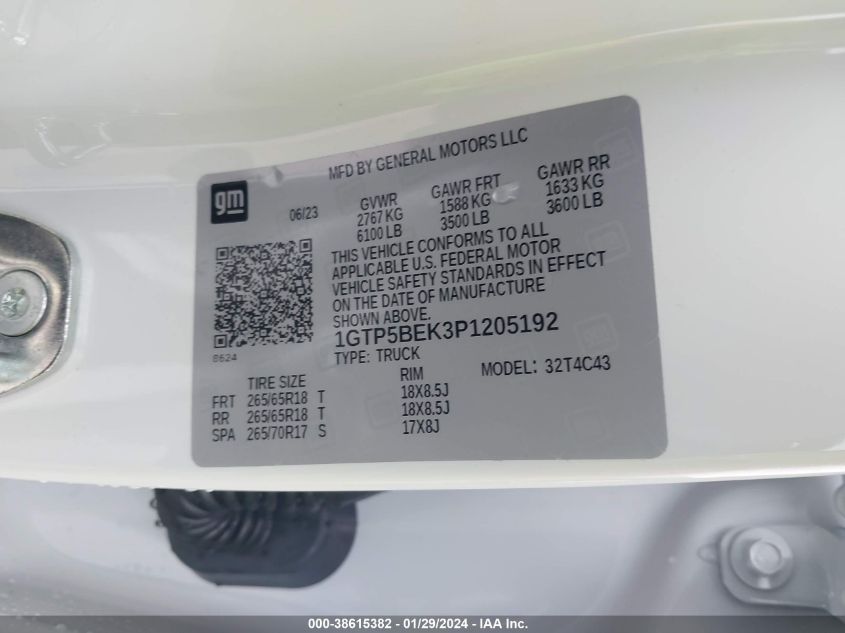 MFD BY GENERAL MOTORS LLC
gm
06/23
GVWR GAWR FRT GAWR RR
2767 KG 1588 KG 1633 KG
6100 LB 3500 LB 3600 LB
THIS VEHICLE CONFORMS TO ALL
APPLICABLE U.S. FEDERAL MOTOR
VEHICLE SAFETY STANDARDS IN EFFECT
ON THE DATE OF MANUFACTURE
SHOWN ABOVE.
1GTP5BEK3P1205192
8624
TYPE: TRUCK
MODEL: 32T4C43
TIRE SIZE RIM
FRT 265/65R18 T 18X8.5J
RR 265/65R18 T 18X8.5J
SPA 265/70R17 S 17X8J
000-38615382 - 01/29/2024 - IAA Inc.